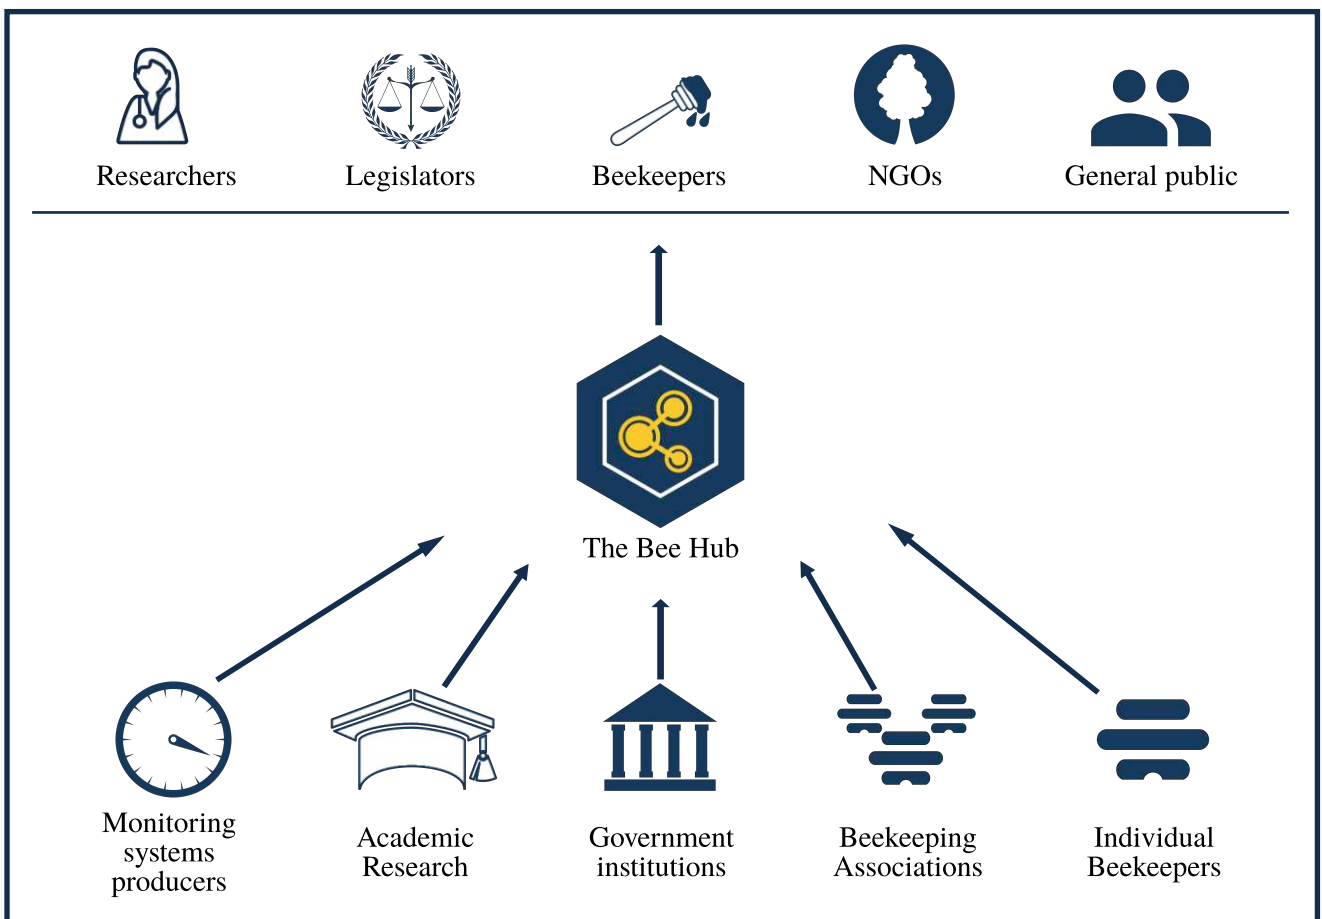 Researchers
Legislators
Beekeepers
NGOs
General public
The Bee Hub
Monitoring
systems
producers
Academic
Research
Government
institutions
Beekeeping
Associations
Individual
Beekeepers